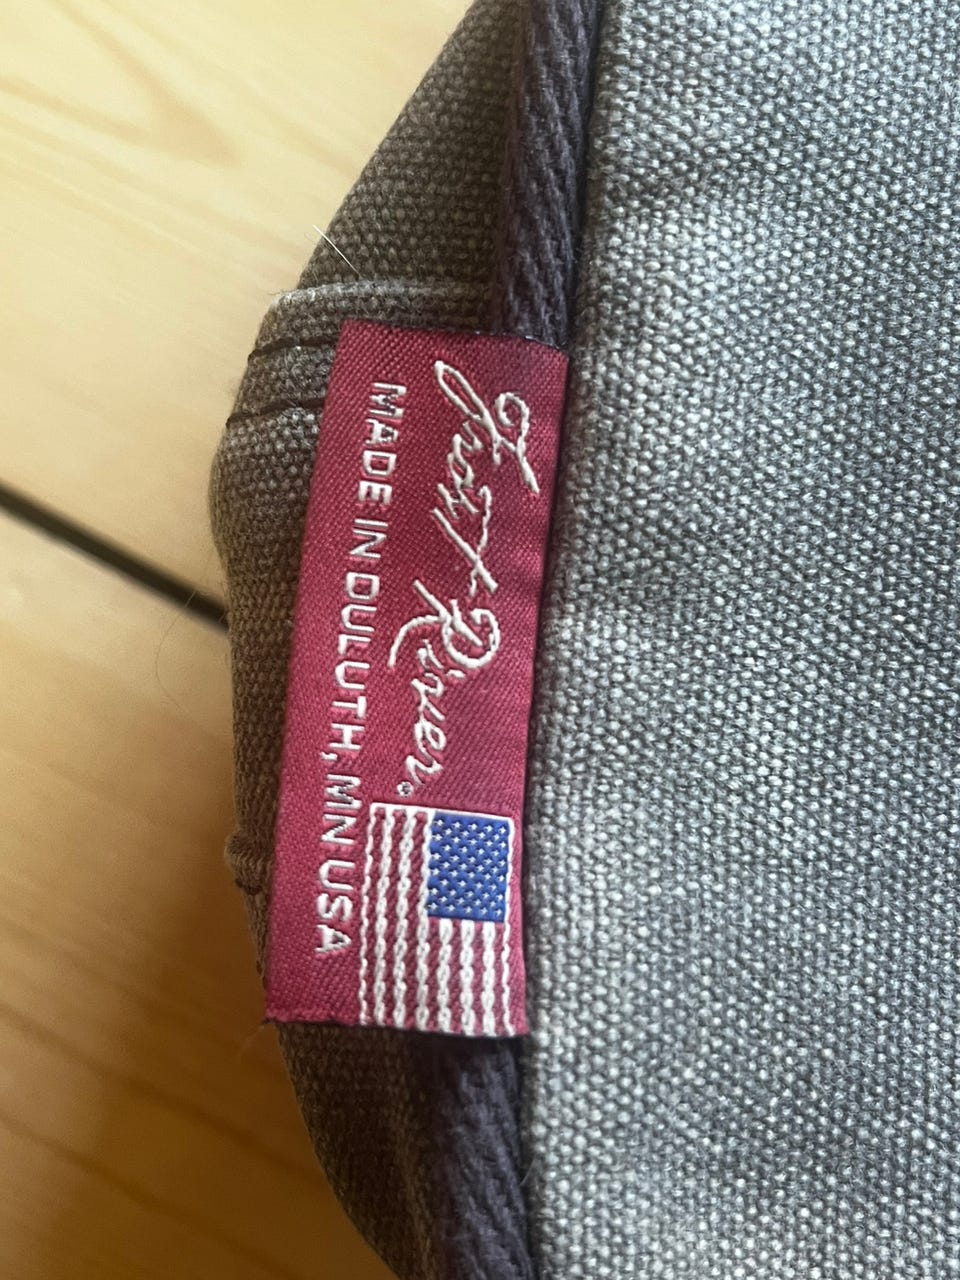 Frost River®
MADE IN DULUTH, MN USA